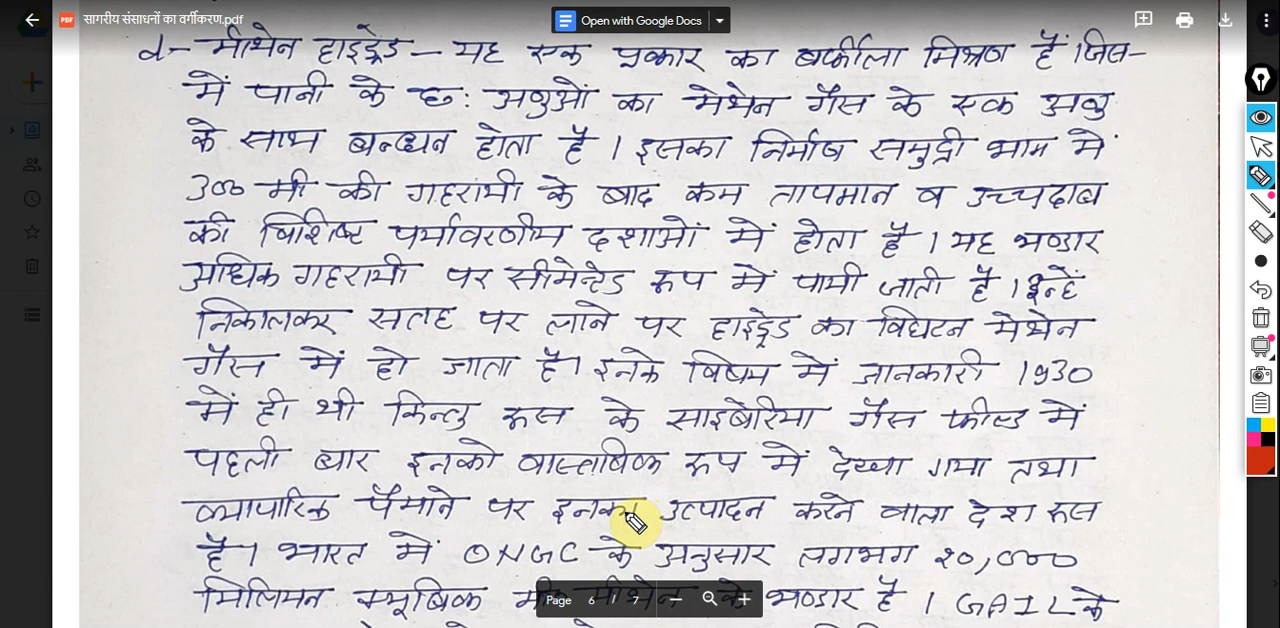 सागरीय संसाधनों का वर्गीकरण.pdf
Open with Google Docs
d- मीथेन हाइड्रेड - यह एक प्रकार का बर्फीला मिश्रण हैं। जिस-
में पानी के छ: अणुओं का मेथेन गैस के एक अणु
के साथ बन्धन होता है। इसका निर्माण समुद्री भाग में
300 मी की गहरायी के बाद कम तापमान व उच्चदाब
की विशिष्ट पर्यावरणीय दशाओं में होता है। यह भण्डार
अधिक गहरायी पर सीमेन्टेड रूप में पायी जाती है। इन्हें
निकालकर सतह पर लाने पर हाइड्रेड का विघटन मेथेन
गैस में हो जाता है। इनके विषय में जानकारी 1930
में ही थी किन्तु रूस के साइबेरिया गैस फील्ड में
पहली बार इनको वास्तविक रूप में देखा गया तथा
व्यापारिक पैमाने पर इनका उत्पादन करने वाला देश रूस
है। भारत में ONGC के अनुसार लगभग २०,०००
मिलियन क्यूबिक मी० मीथेन के भण्डार है। GAIL के
Page 6 / 7